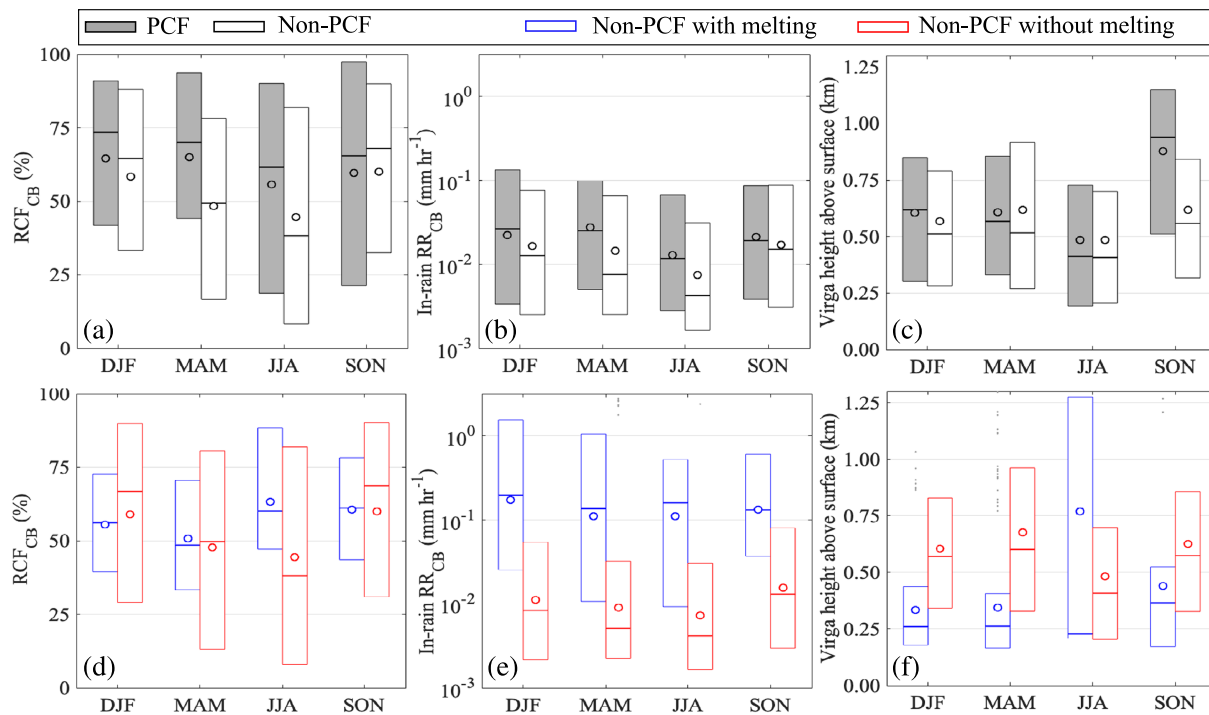 PCF Non-PCF Non-PCF with melting Non-PCF without melting
100
75
50
25
0
RCF_CB (%)
(a)
DJF MAM JJA SON
10^0
10^-1
10^-2
10^-3
In-rain RR_CB (mm hr^-1)
(b)
DJF MAM JJA SON
1.25
1.00
0.75
0.50
0.25
0.00
Virga height above surface (km)
(c)
DJF MAM JJA SON
100
75
50
25
0
RCF_CB (%)
(d)
DJF MAM JJA SON
10^0
10^-1
10^-2
10^-3
In-rain RR_CB (mm hr^-1)
(e)
DJF MAM JJA SON
1.25
1.00
0.75
0.50
0.25
0.00
Virga height above surface (km)
(f)
DJF MAM JJA SON